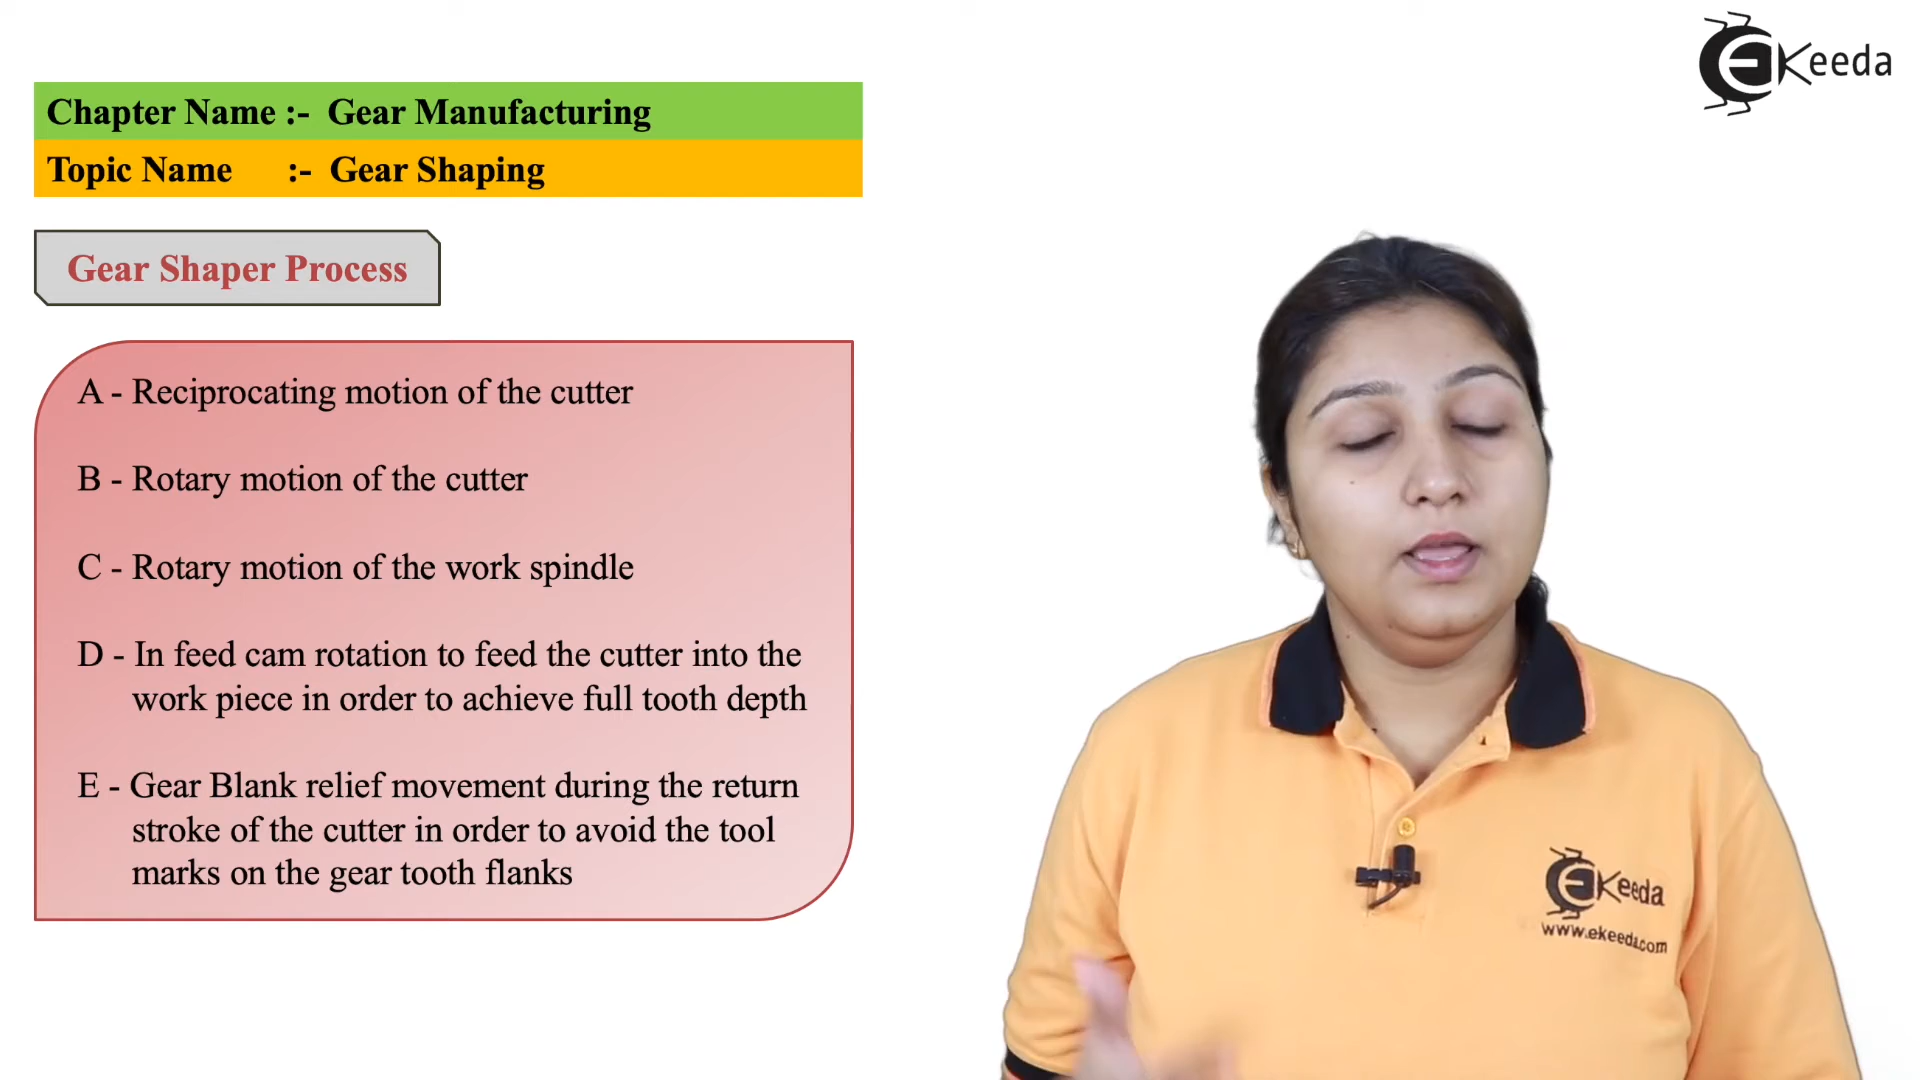 EKeeda
Chapter Name :- Gear Manufacturing
Topic Name :- Gear Shaping
Gear Shaper Process
A - Reciprocating motion of the cutter
B - Rotary motion of the cutter
C - Rotary motion of the work spindle
D - In feed cam rotation to feed the cutter into the
work piece in order to achieve full tooth depth
E - Gear Blank relief movement during the return
stroke of the cutter in order to avoid the tool
marks on the gear tooth flanks
EKeeda
www.ekeeda.com